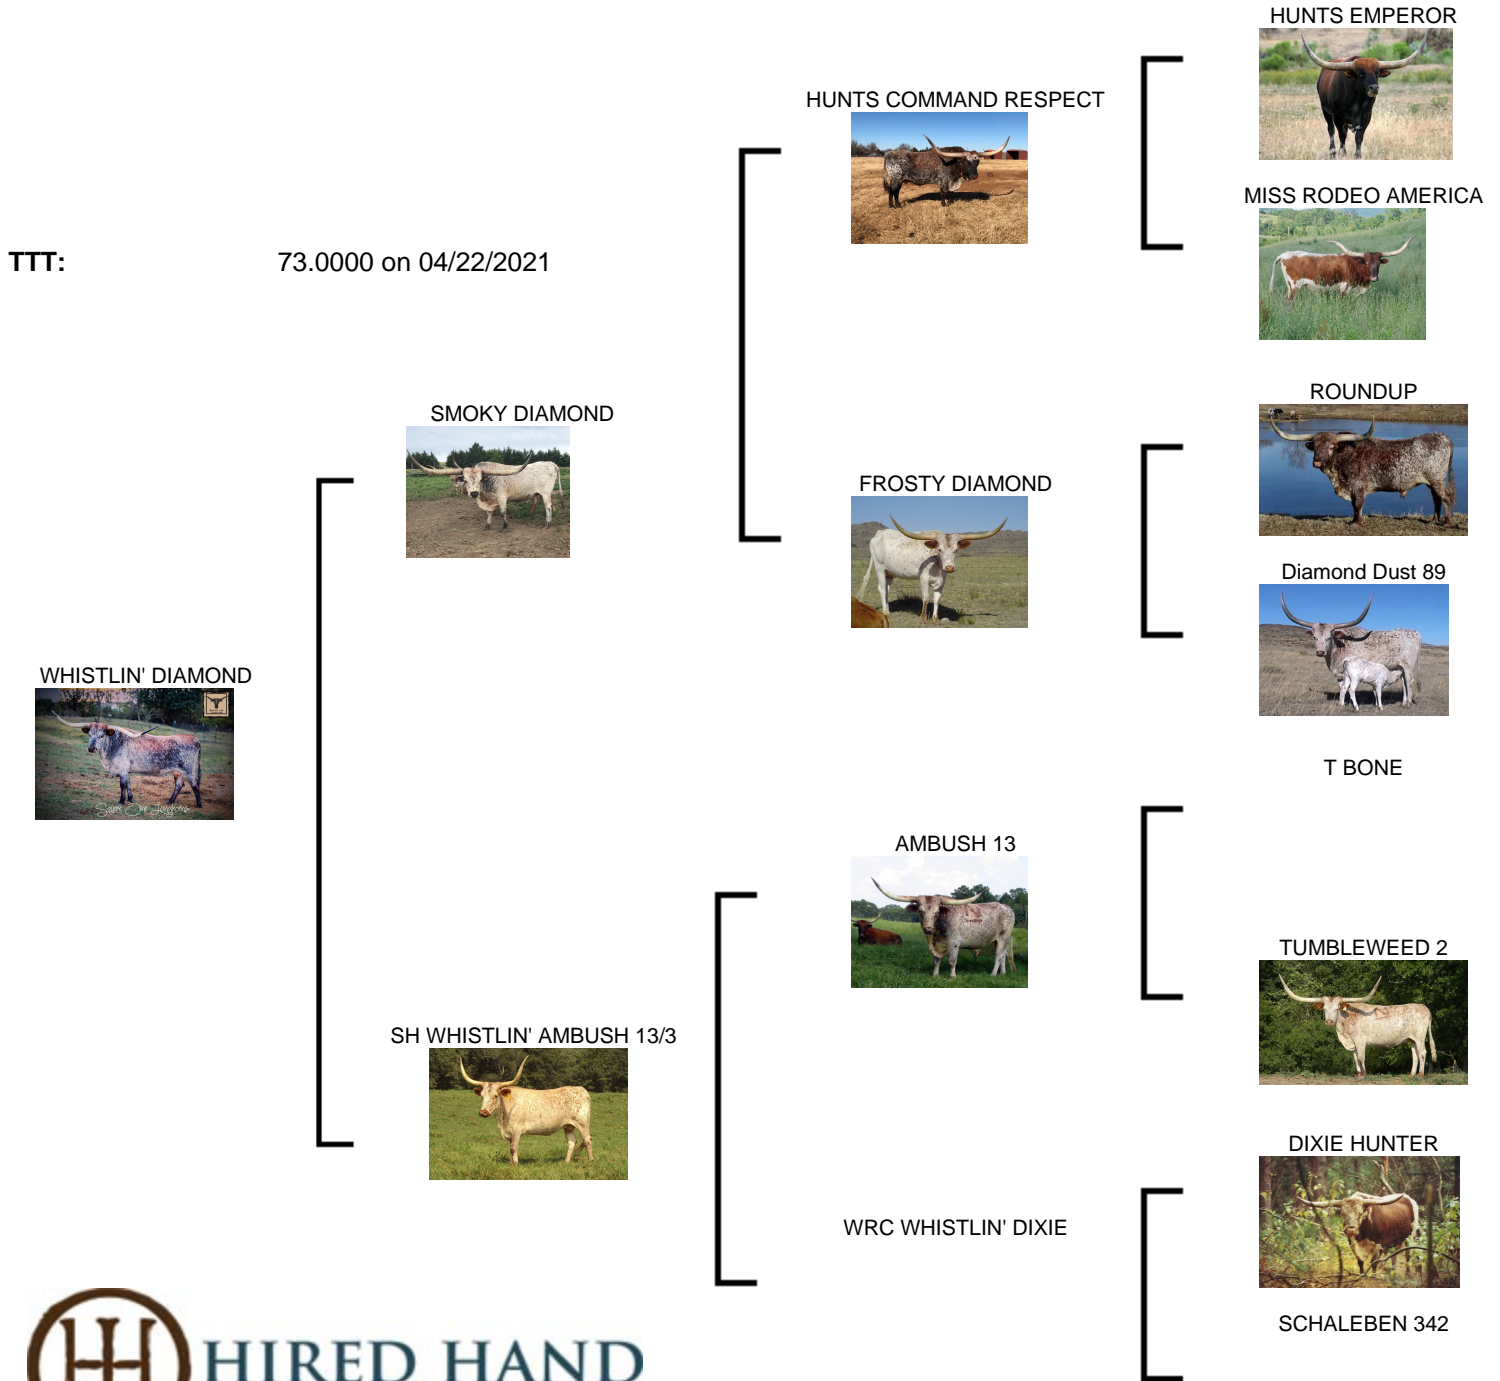 HUNTS EMPEROR
HUNTS COMMAND RESPECT
MISS RODEO AMERICA
TTT: 73.0000 on 04/22/2021
ROUNDUP
SMOKY DIAMOND
FROSTY DIAMOND
Diamond Dust 89
WHISTLIN' DIAMOND
T BONE
AMBUSH 13
TUMBLEWEED 2
SH WHISTLIN' AMBUSH 13/3
DIXIE HUNTER
WRC WHISTLIN' DIXIE
SCHALEBEN 342
HIRED HAND